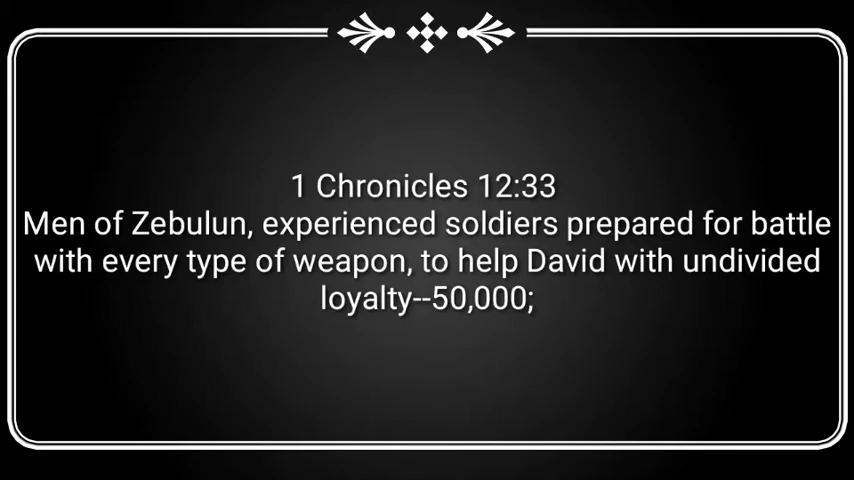 1 Chronicles 12:33
Men of Zebulun, experienced soldiers prepared for battle
with every type of weapon, to help David with undivided
loyalty--50,000;